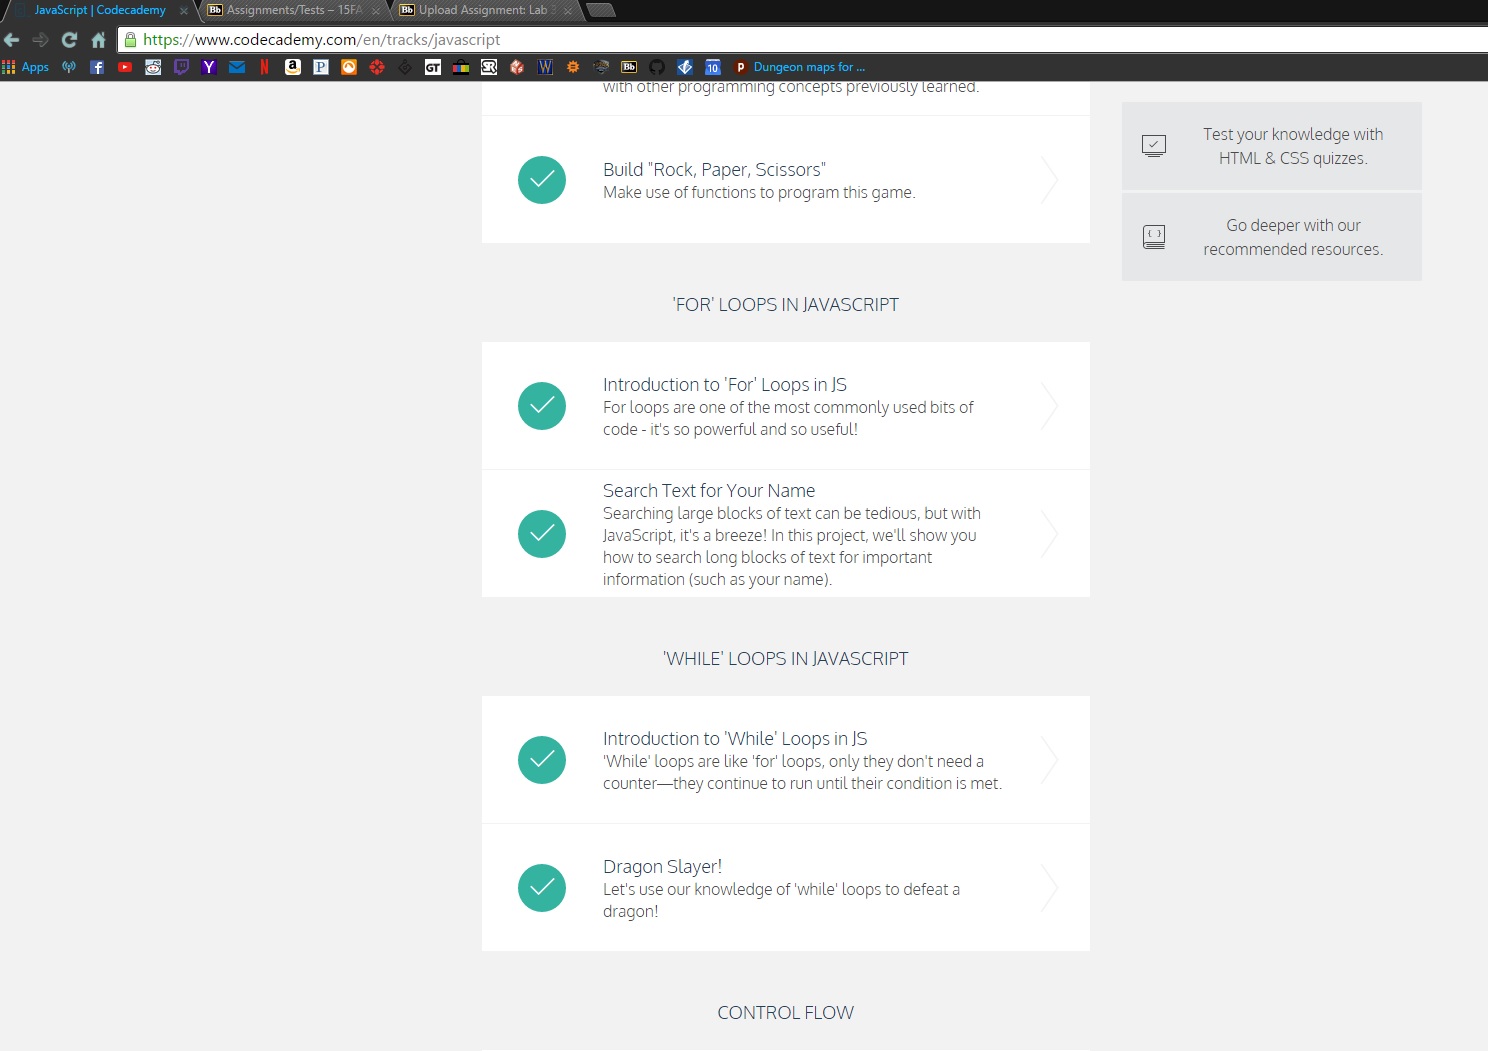 JavaScript | Codecademy
Assignments/Tests – 15FA
Upload Assignment: Lab 3
https://www.codecademy.com/en/tracks/javascript
Apps
Dungeon maps for ...
with other programming concepts previously learned.
Build "Rock, Paper, Scissors"
Make use of functions to program this game.
Test your knowledge with
HTML & CSS quizzes.
Go deeper with our
recommended resources.
'FOR' LOOPS IN JAVASCRIPT
Introduction to 'For' Loops in JS
For loops are one of the most commonly used bits of
code - it's so powerful and so useful!
Search Text for Your Name
Searching large blocks of text can be tedious, but with
JavaScript, it's a breeze! In this project, we'll show you
how to search long blocks of text for important
information (such as your name).
'WHILE' LOOPS IN JAVASCRIPT
Introduction to 'While' Loops in JS
'While' loops are like 'for' loops, only they don't need a
counter—they continue to run until their condition is met.
Dragon Slayer!
Let's use our knowledge of 'while' loops to defeat a
dragon!
CONTROL FLOW